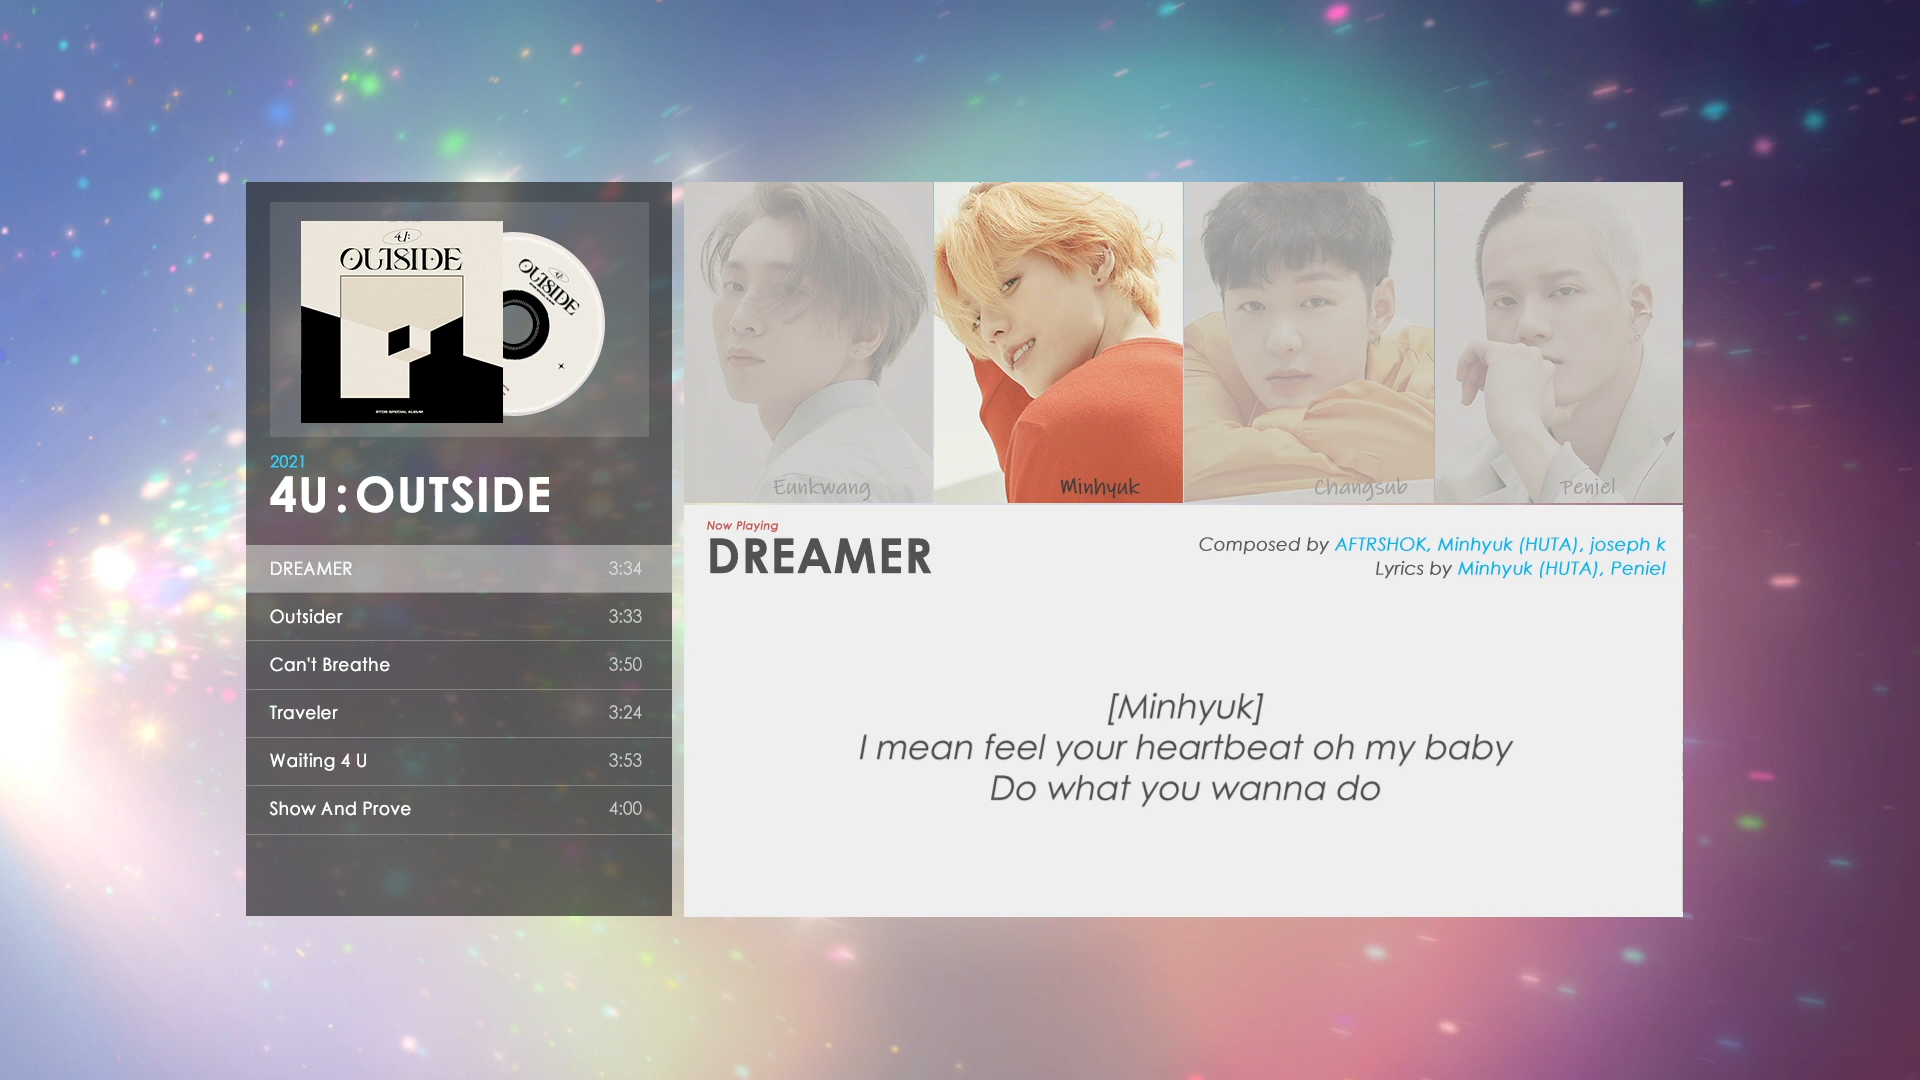 4U:
OUTSIDE
BTOB SPECIAL ALBUM
4U:
OUTSIDE
2021
4U : OUTSIDE
DREAMER 3:34
Outsider 3:33
Can't Breathe 3:50
Traveler 3:24
Waiting 4 U 3:53
Show And Prove 4:00
Eunkwang
Minhyuk
Changsub
Peniel
Now Playing
DREAMER
Composed by AFTRSHOK, Minhyuk (HUTA), joseph k
Lyrics by Minhyuk (HUTA), Peniel
[Minhyuk]
I mean feel your heartbeat oh my baby
Do what you wanna do